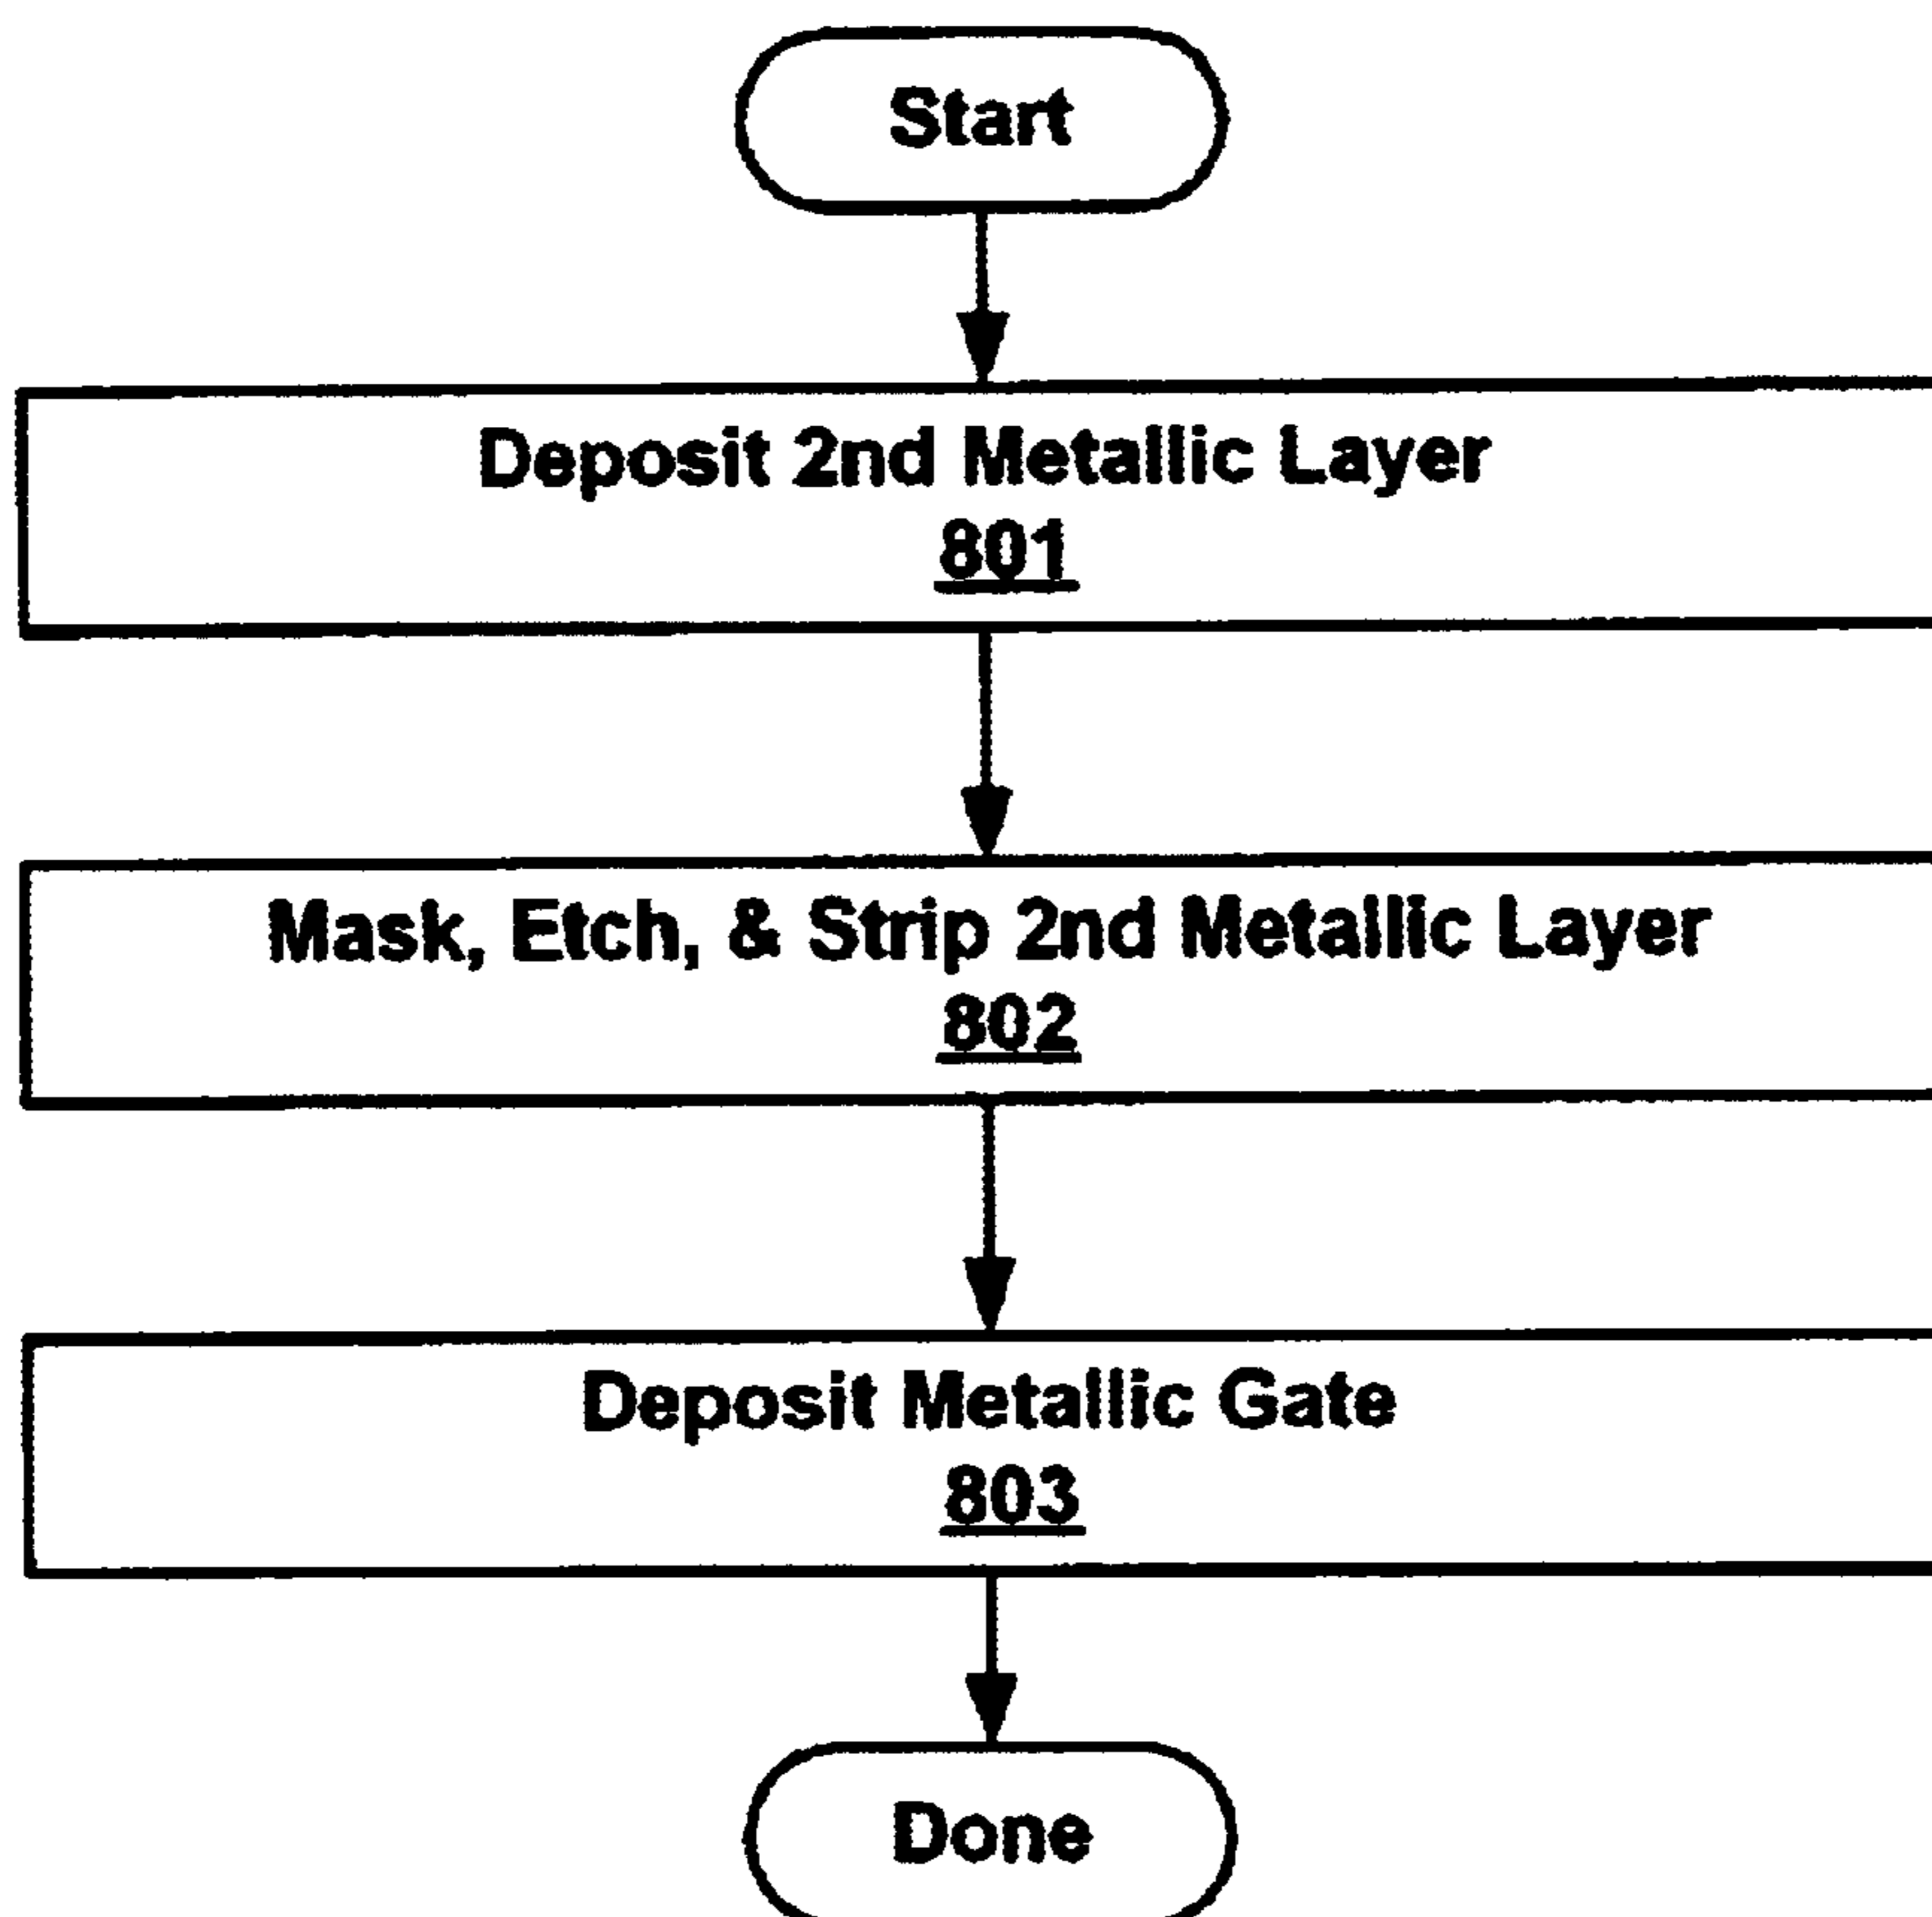 Start
Deposit 2nd Metallic Layer
801
Mask, Etch, & Strip 2nd Metallic Layer
802
Deposit Metallic Gate
803
Done